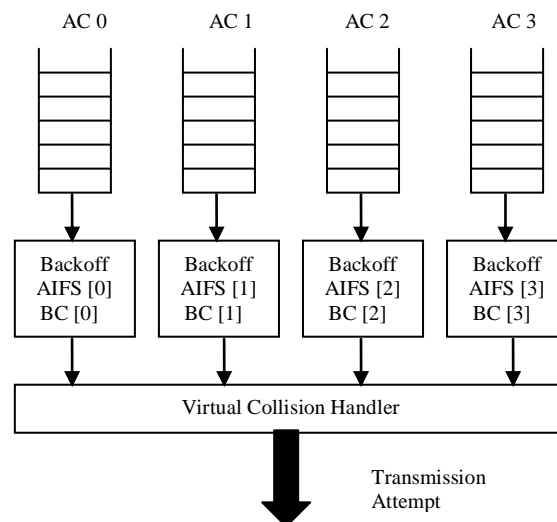 AC 0
AC 1
AC 2
AC 3
Backoff
AIFS [0]
BC [0]
Backoff
AIFS [1]
BC [1]
Backoff
AIFS [2]
BC [2]
Backoff
AIFS [3]
BC [3]
Virtual Collision Handler
Transmission
Attempt